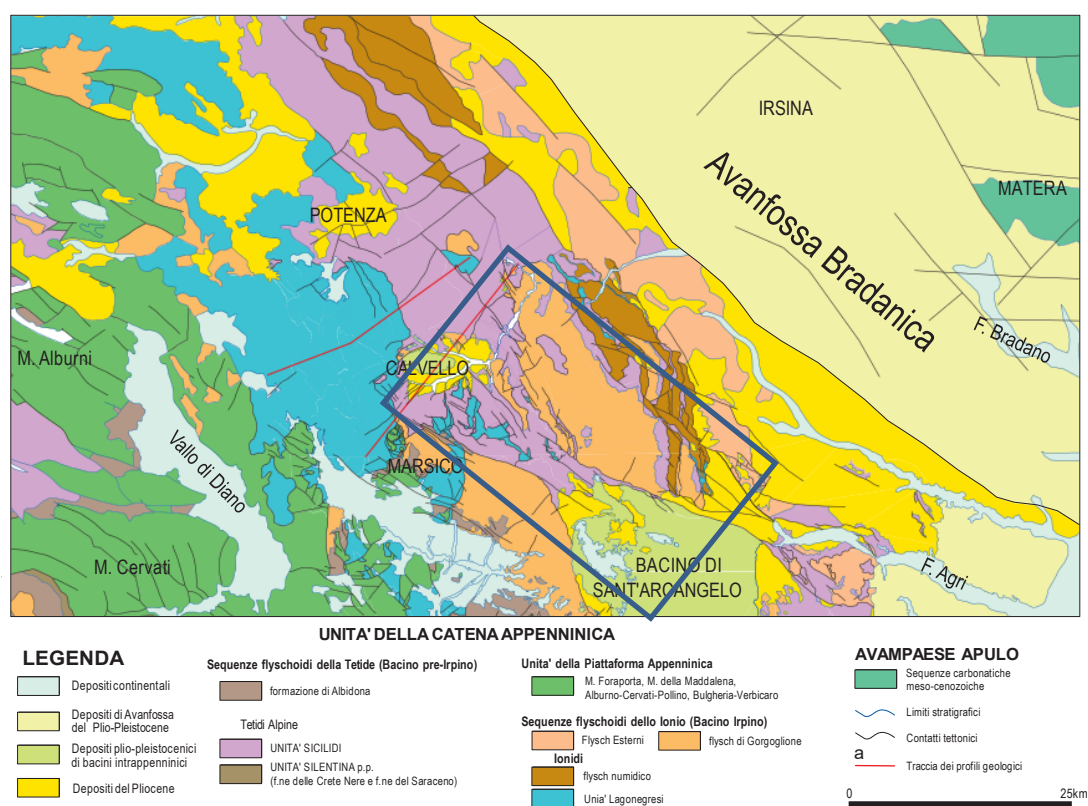 IRSINA
MATERA
Avanfossa Bradanica
POTENZA
F. Bradano
M. Alburni
CALVELLO
Vallo di Diano
MARSICO
M. Cervati
BACINO DI
SANT'ARCANGELO
F. Agri
UNITA' DELLA CATENA APPENNINICA
LEGENDA
Depositi continentali
Depositi di Avanfossa
del Plio-Pleistocene
Depositi plio-pleistocenici
di bacini intrappenninici
Depositi del Pliocene
Sequenze flyschoidi della Tetide (Bacino pre-Irpino)
formazione di Albidona
Tetidi Alpine
UNITA' SICILIDI
UNITA' SILENTINA p.p.
(f.ne delle Crete Nere e f.ne del Saraceno)
Unita' della Piattaforma Appenninica
M. Foraporta, M. della Maddalena,
Alburno-Cervati-Pollino, Bulgheria-Verbicaro
Sequenze flyschoidi dello Ionio (Bacino Irpino)
Flysch Esterni
flysch di Gorgoglione
Ionidi
flysch numidico
Unia' Lagonegresi
AVAMPAESE APULO
Sequenze carbonatiche
meso-cenozoiche
Limiti stratigrafici
Contatti tettonici
a
Traccia dei profili geologici
0 25km